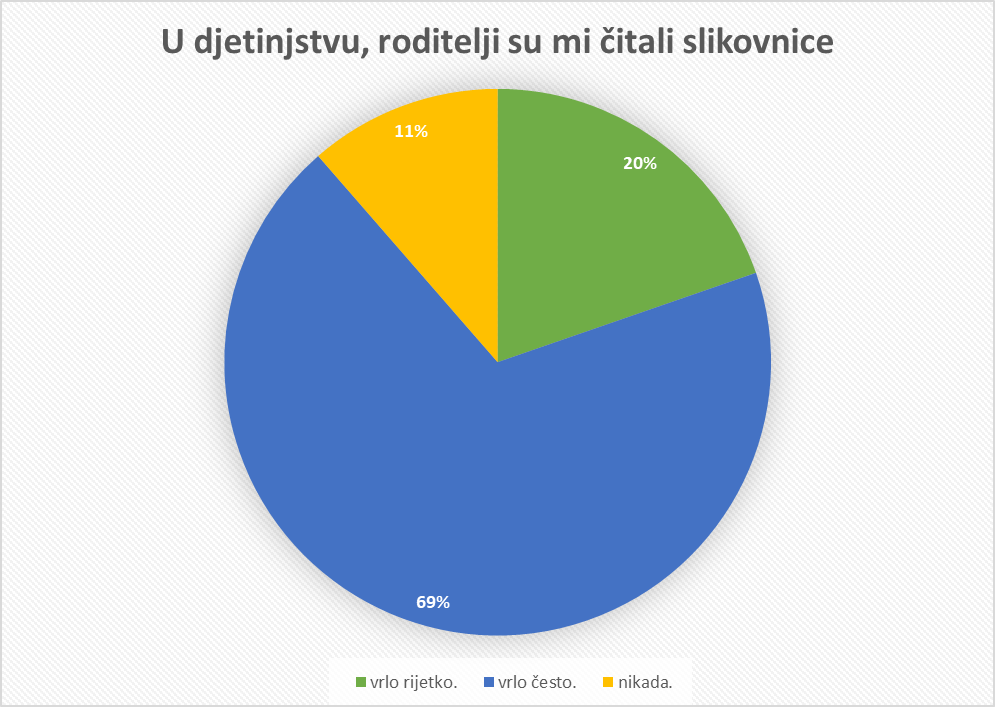 U djetinjstvu, roditelji su mi čitali slikovnice
11%
20%
69%
vrlo rijetko. vrlo često. nikada.